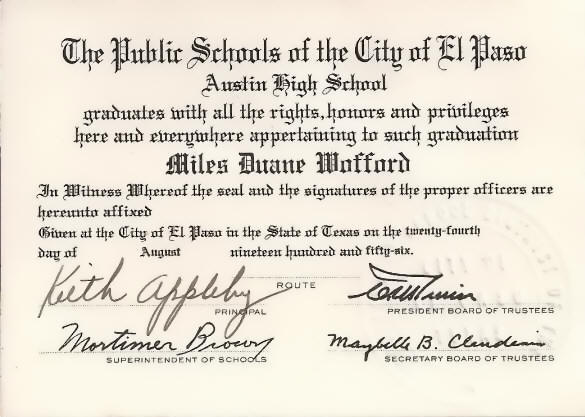 The Public Schools of the City of El Paso
Austin High School
graduates with all the rights, honors and privileges
here and everywhere appertaining to such graduation
Miles Duane Wofford
In Witness Whereof the seal and the signatures of the proper officers are
hereunto affixed
Given at the City of El Paso in the State of Texas on the twenty-fourth
day of August nineteen hundred and fifty-six.
Keith Appleby
ROUTE
PRINCIPAL PRESIDENT BOARD OF TRUSTEES
Mortimer Brown Maybelle B.
SUPERINTENDENT OF SCHOOLS SECRETARY BOARD OF TRUSTEES